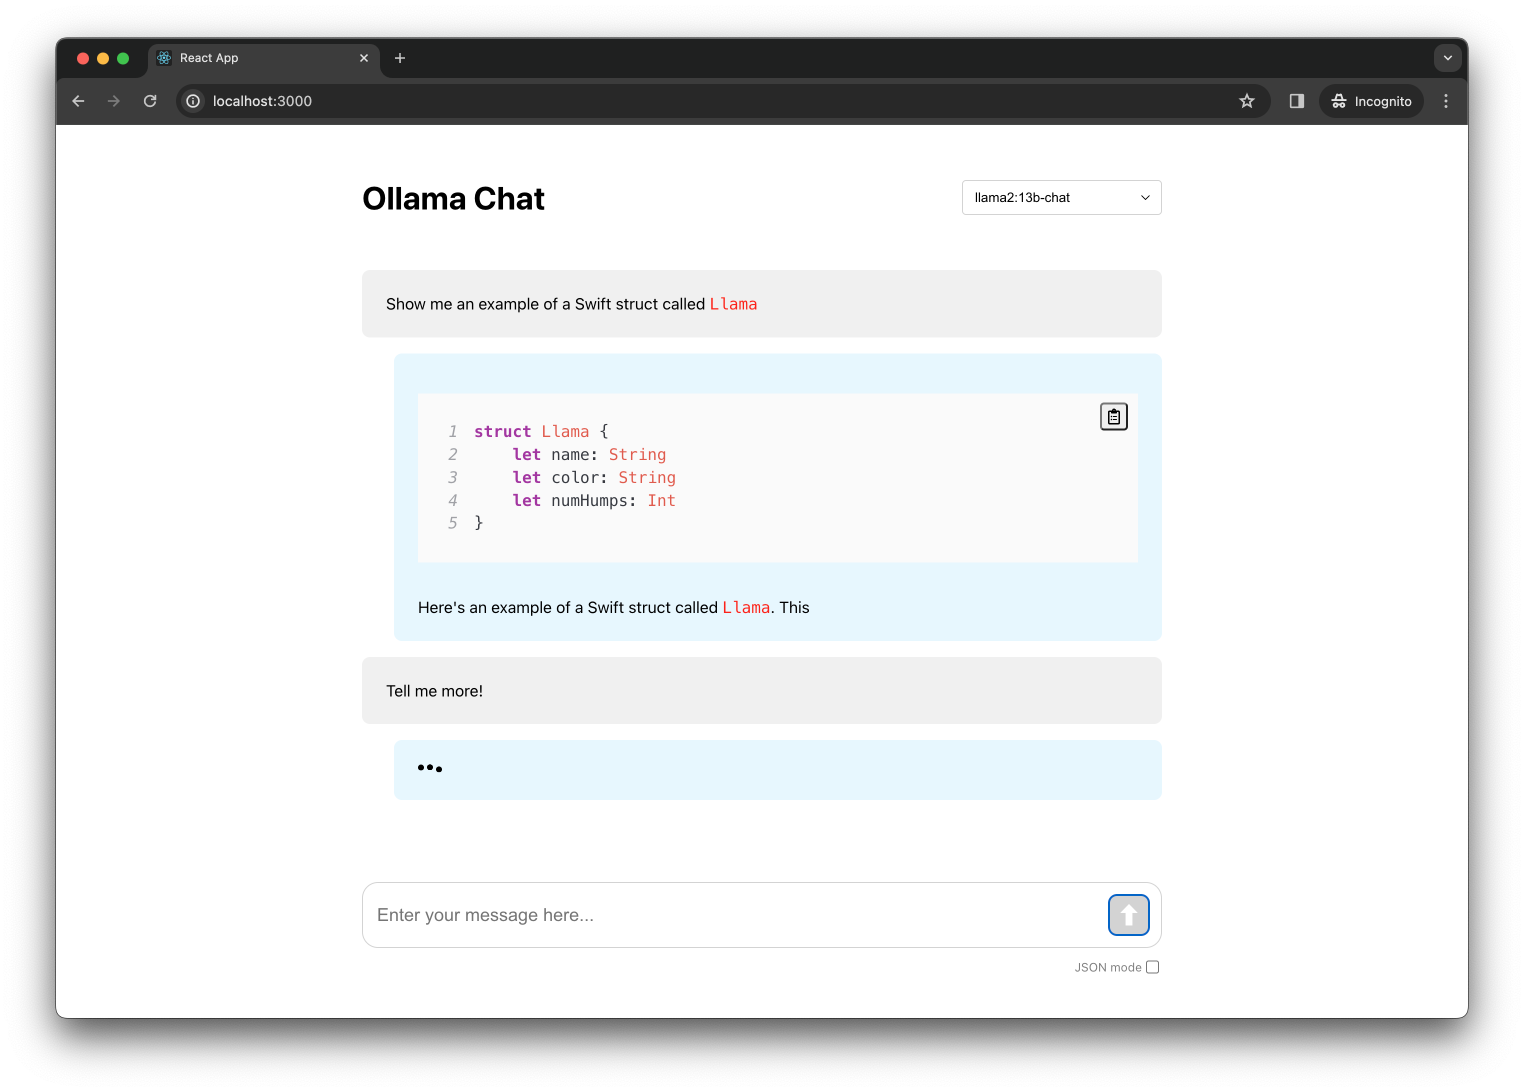 React App
localhost:3000
Incognito
Ollama Chat
llama2:13b-chat
Show me an example of a Swift struct called Llama
1 struct Llama {
2     let name: String
3     let color: String
4     let numHumps: Int
5 }
Here's an example of a Swift struct called Llama. This
Tell me more!
Enter your message here...
JSON mode